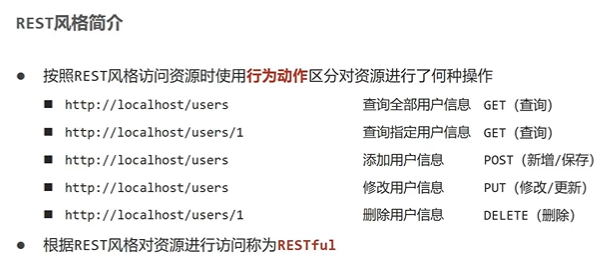 REST风格简介
按照REST风格访问资源时使用行为动作区分对资源进行了何种操作
http://localhost/users 查询全部用户信息 GET（查询）
http://localhost/users/1 查询指定用户信息 GET（查询）
http://localhost/users 添加用户信息 POST（新增/保存）
http://localhost/users 修改用户信息 PUT（修改/更新）
http://localhost/users/1 删除用户信息 DELETE（删除）
根据REST风格对资源进行访问称为RESTful